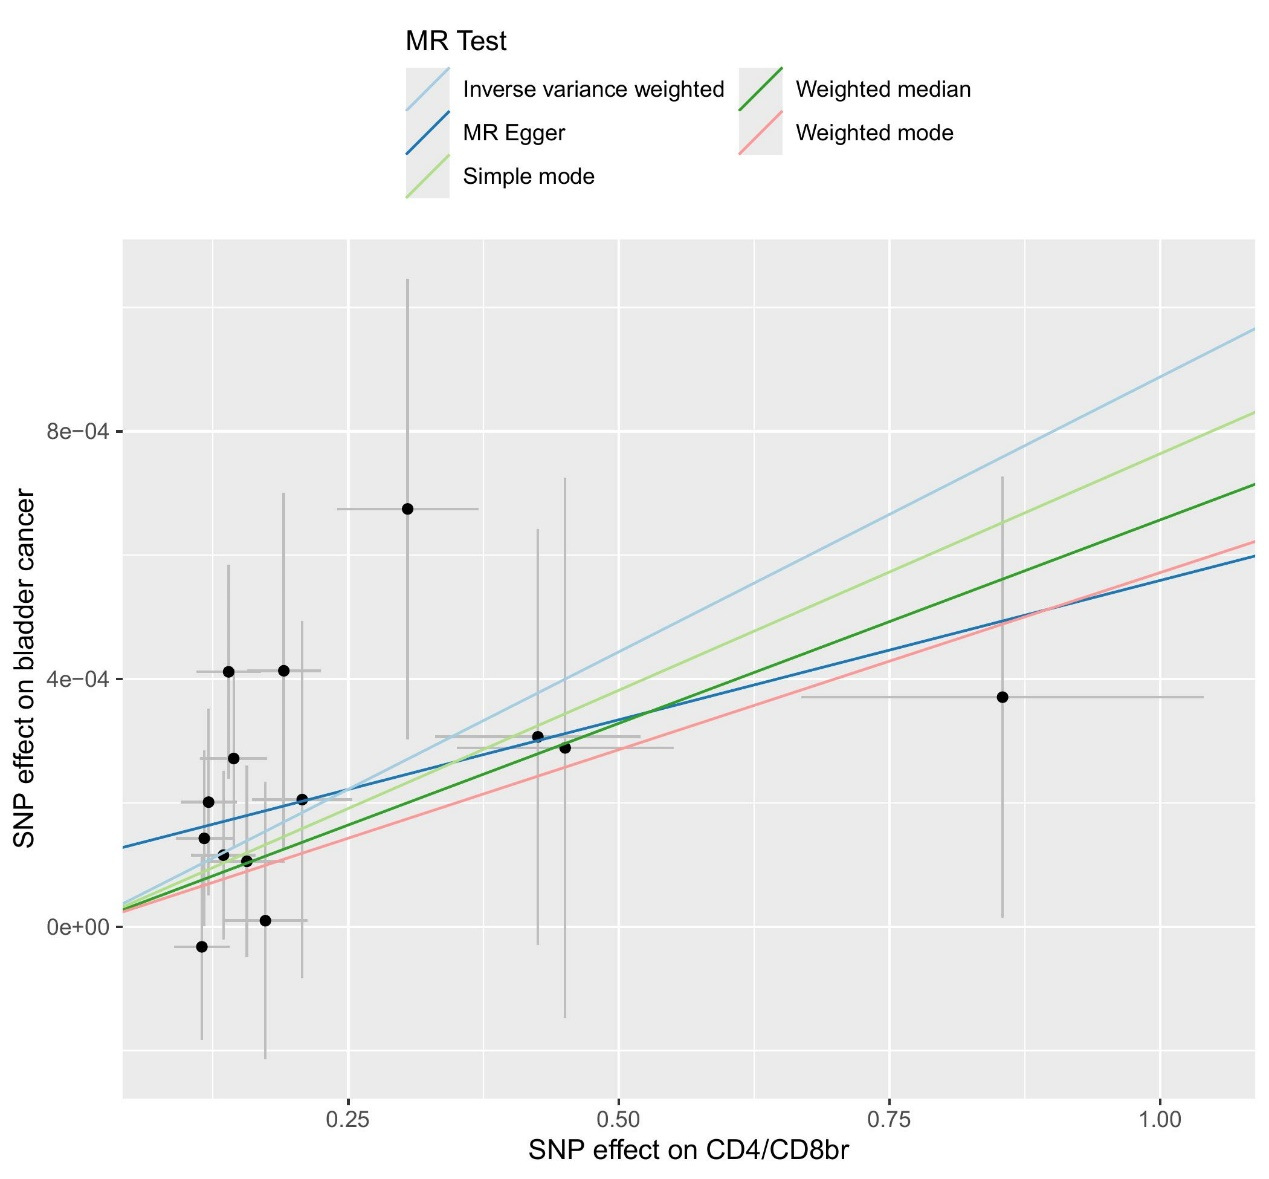 MR Test
Inverse variance weighted
Weighted median
MR Egger
Weighted mode
Simple mode
SNP effect on bladder cancer
8e−04
4e−04
0e+00
0.25
0.50
0.75
1.00
SNP effect on CD4/CD8br